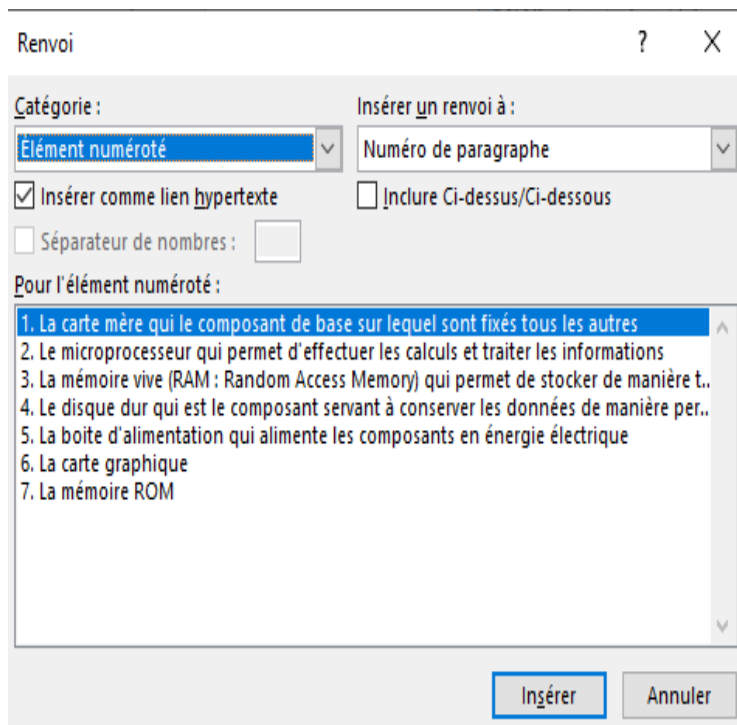 Renvoi ? X
Catégorie : Insérer un renvoi à :
Élément numéroté Numéro de paragraphe
Insérer comme lien hypertexte Inclure Ci-dessus/Ci-dessous
Séparateur de nombres :
Pour l'élément numéroté :
1. La carte mère qui le composant de base sur lequel sont fixés tous les autres
2. Le microprocesseur qui permet d'effectuer les calculs et traiter les informations
3. La mémoire vive (RAM : Random Access Memory) qui permet de stocker de manière t..
4. Le disque dur qui est le composant servant à conserver les données de manière per..
5. La boite d'alimentation qui alimente les composants en énergie électrique
6. La carte graphique
7. La mémoire ROM
Insérer Annuler